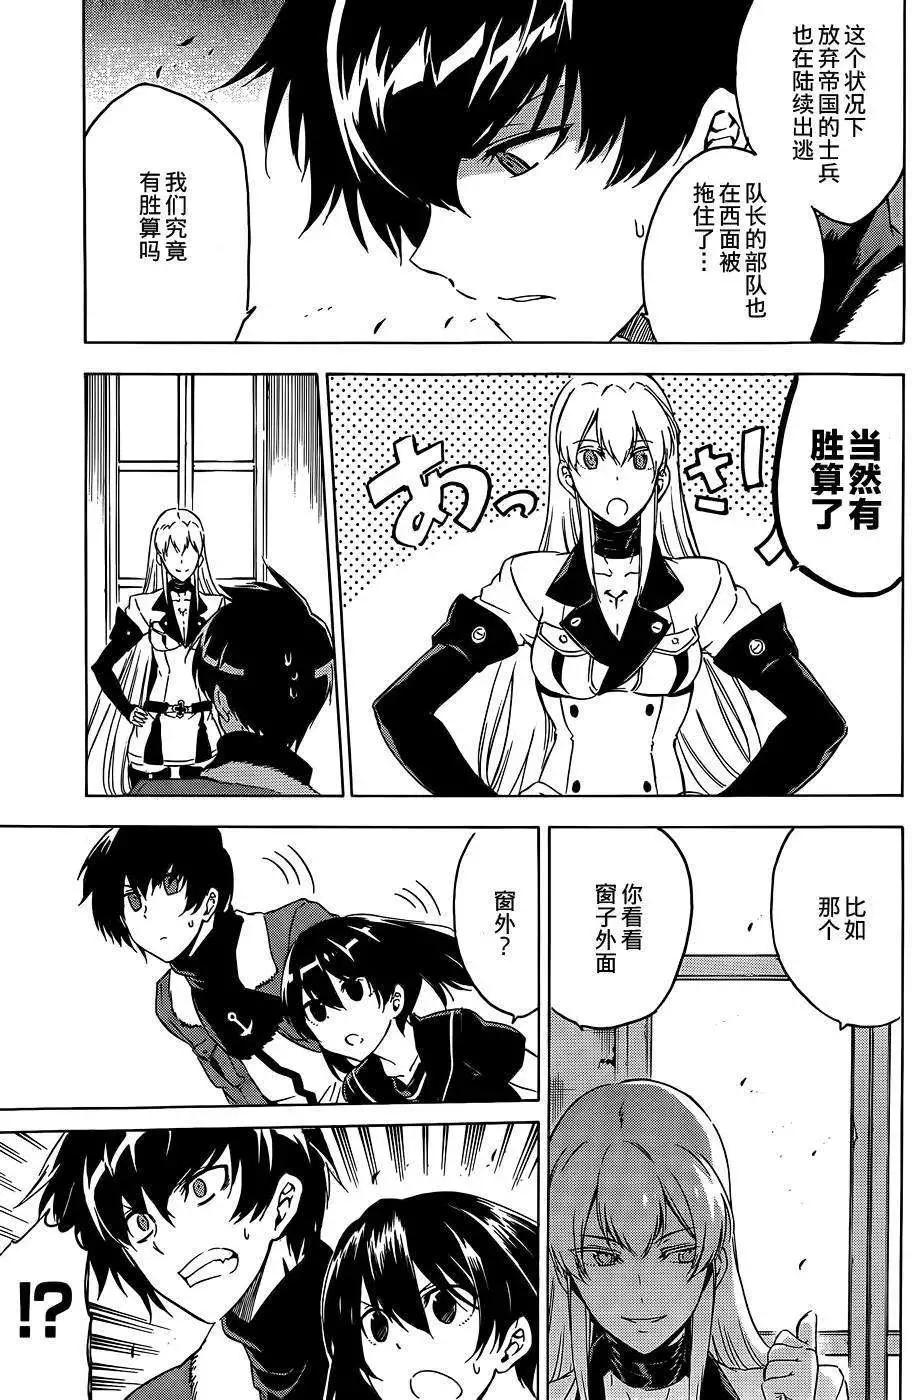 这个状况下
放弃帝国的士兵
也在陆续出逃
队长的部队也
在西面被
拖住了…
我们究竟
有胜算吗
当然有
胜算了
あっさり
比如
那个
你看看
窗子外面
窗外？
!?